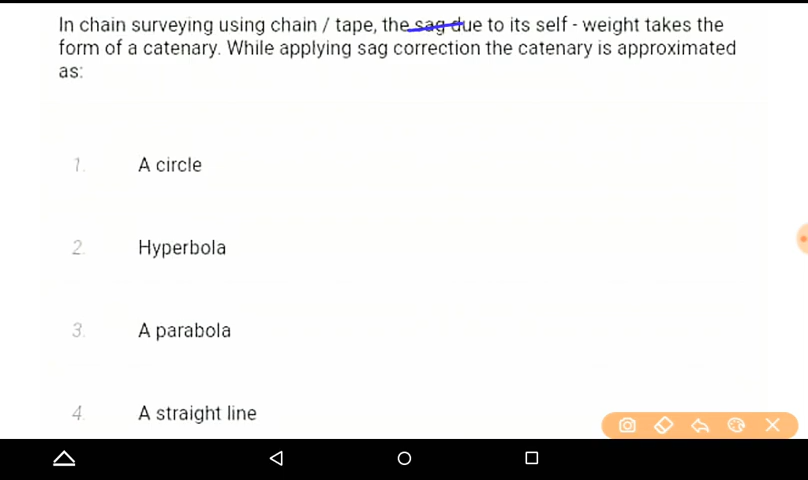 In chain surveying using chain / tape, the sag due to its self - weight takes the
form of a catenary. While applying sag correction the catenary is approximated
as:
1. A circle
2. Hyperbola
3. A parabola
4. A straight line